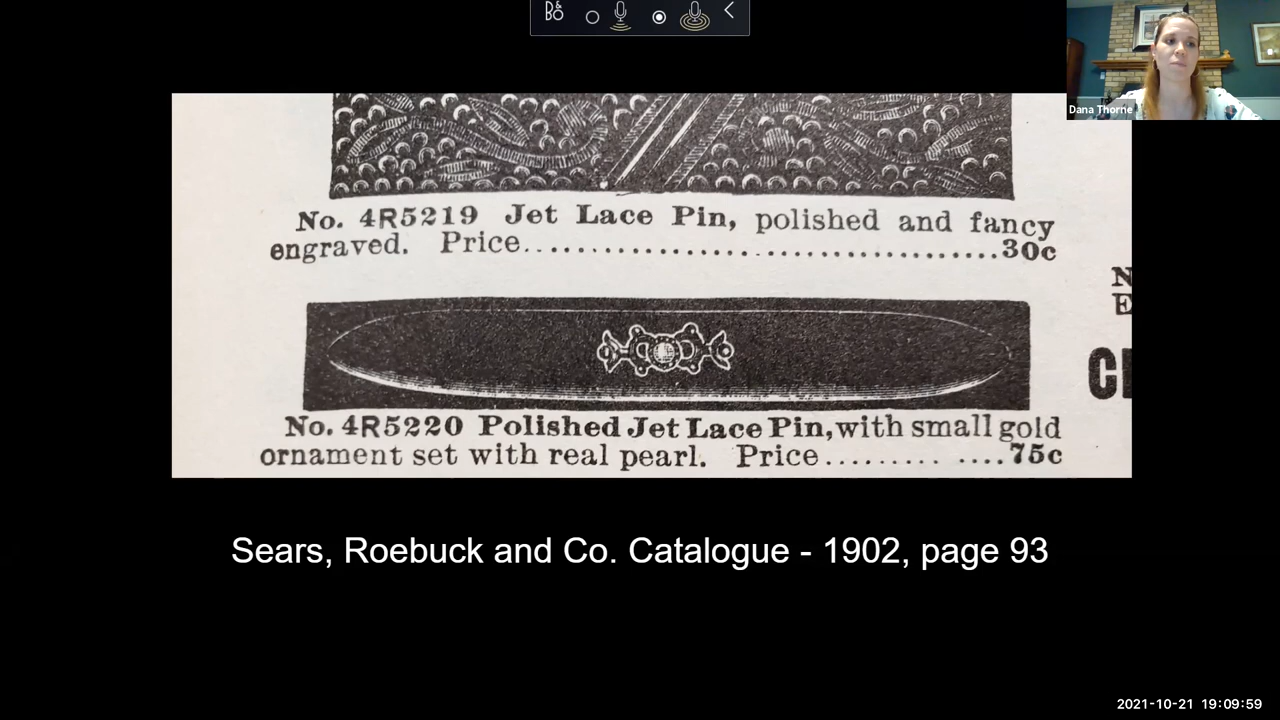 B&O
Dana Thorne
No. 4R5219 Jet Lace Pin, polished and fancy
engraved. Price...................................30c
N
E
C
No. 4R5220 Polished Jet Lace Pin, with small gold
ornament set with real pearl. Price......... ....75c
Sears, Roebuck and Co. Catalogue - 1902, page 93
2021-10-21 19:09:59